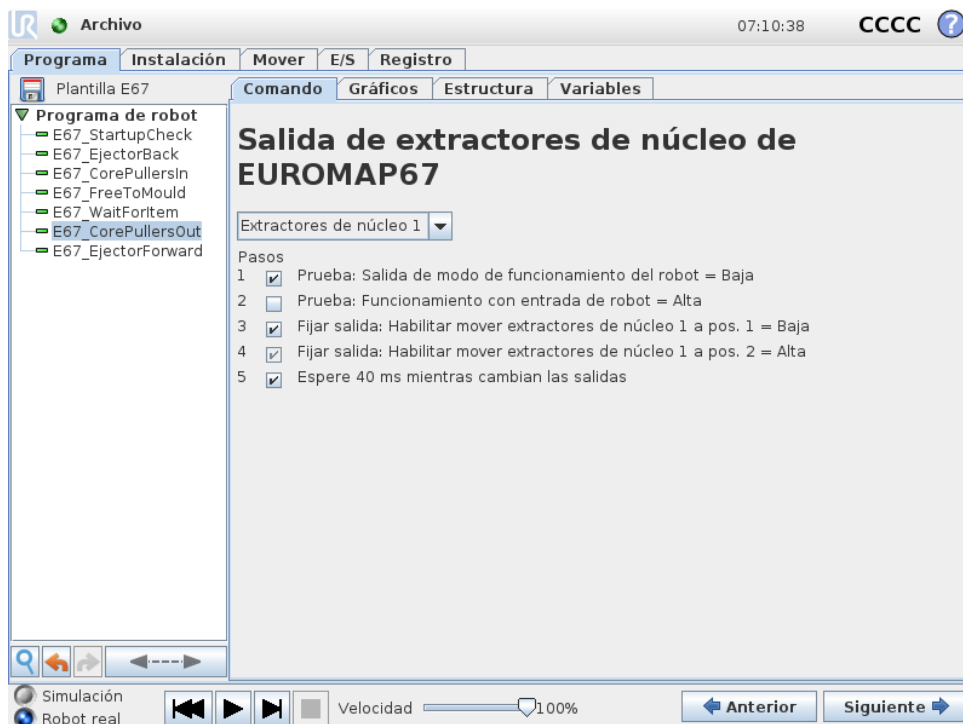 UR Archivo 07:10:38 CCCC ?
Programa Instalación Mover E/S Registro
Plantilla E67 Comando Gráficos Estructura Variables
Programa de robot
E67_StartupCheck
E67_EjectorBack
E67_CorePullersIn
E67_FreeToMould
E67_WaitForItem
E67_CorePullersOut
E67_EjectorForward
Salida de extractores de núcleo de
EUROMAP67
Extractores de núcleo 1
Pasos
1 Prueba: Salida de modo de funcionamiento del robot = Baja
2 Prueba: Funcionamiento con entrada de robot = Alta
3 Fijar salida: Habilitar mover extractores de núcleo 1 a pos. 1 = Baja
4 Fijar salida: Habilitar mover extractores de núcleo 1 a pos. 2 = Alta
5 Espere 40 ms mientras cambian las salidas
Simulación
Robot real
Velocidad 100% Anterior Siguiente